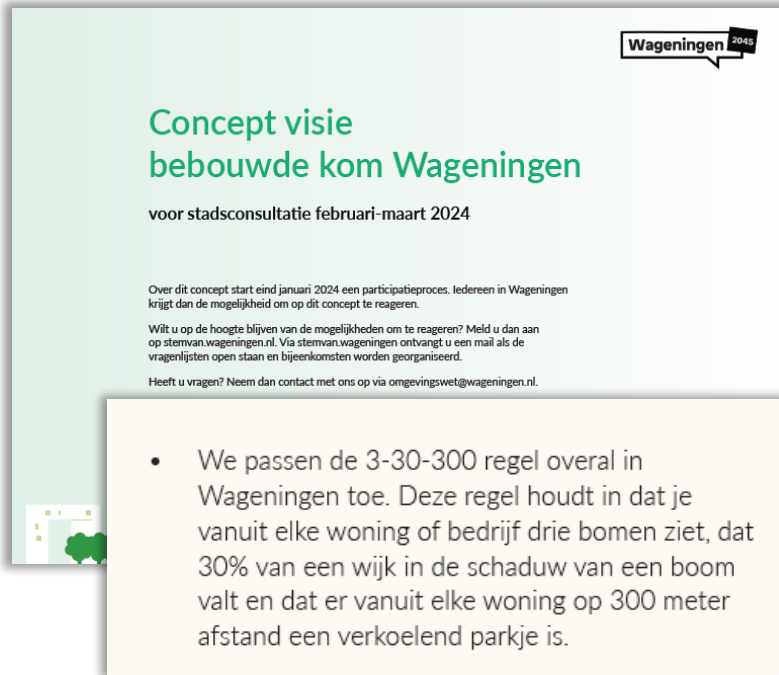 Wageningen 2045
Concept visie
bebouwde kom Wageningen
voor stadsconsultatie februari-maart 2024
Over dit concept start eind januari 2024 een participatieproces. Iedereen in Wageningen
krijgt dan de mogelijkheid om op dit concept te reageren.
Wilt u op de hoogte blijven van de mogelijkheden om te reageren? Meld u dan aan
op stemvan.wageningen.nl. Via stemvan.wageningen ontvangt u een mail als de
vragenlijsten open staan en bijeenkomsten worden georganiseerd.
Heeft u vragen? Neem dan contact met ons op via omgevingswet@wageningen.nl.
• We passen de 3-30-300 regel overal in
Wageningen toe. Deze regel houdt in dat je
vanuit elke woning of bedrijf drie bomen ziet, dat
30% van een wijk in de schaduw van een boom
valt en dat er vanuit elke woning op 300 meter
afstand een verkoelend parkje is.